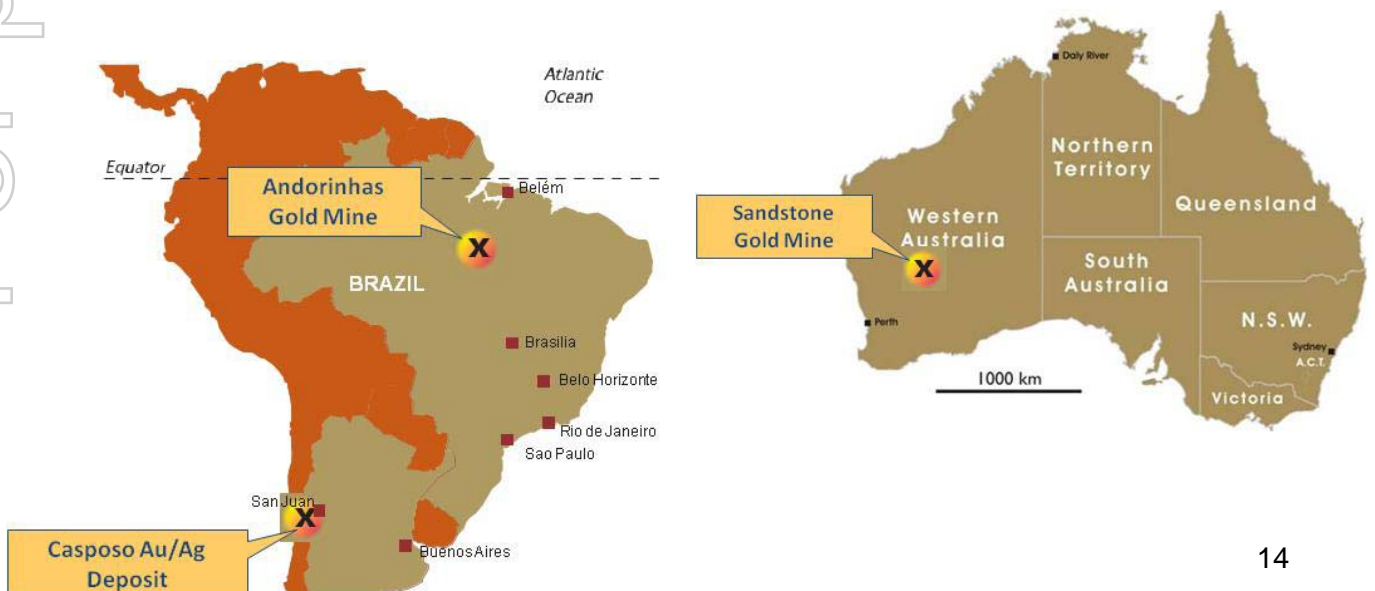 Atlantic
Ocean
Equator
Andorinhas
Gold Mine
Belém
X
BRAZIL
Brasilia
Belo Horizonte
Rio de Janeiro
Sao Paulo
San Juan
X
Casposo Au/Ag
Deposit
Buenos Aires
Daly River
Northern
Territory
Queensland
Sandstone
Gold Mine
Western
Australia
X
South
Australia
Perth
N.S.W.
Sydney
A.C.T.
Victoria
1000 km
14